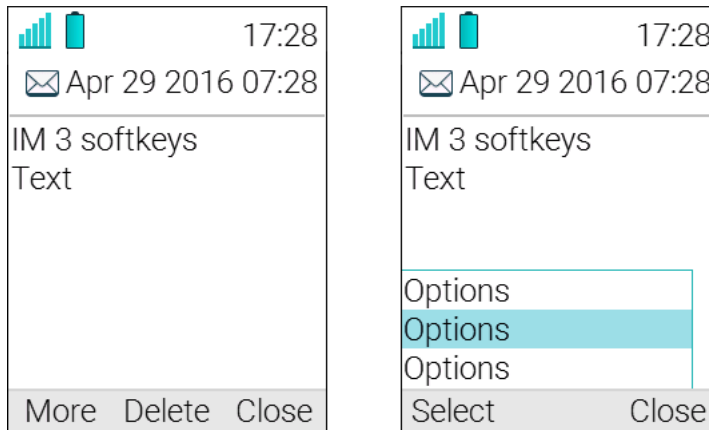 17:28
Apr 29 2016 07:28
IM 3 softkeys
Text
More Delete Close
17:28
Apr 29 2016 07:28
IM 3 softkeys
Text
Options
Options
Options
Select Close